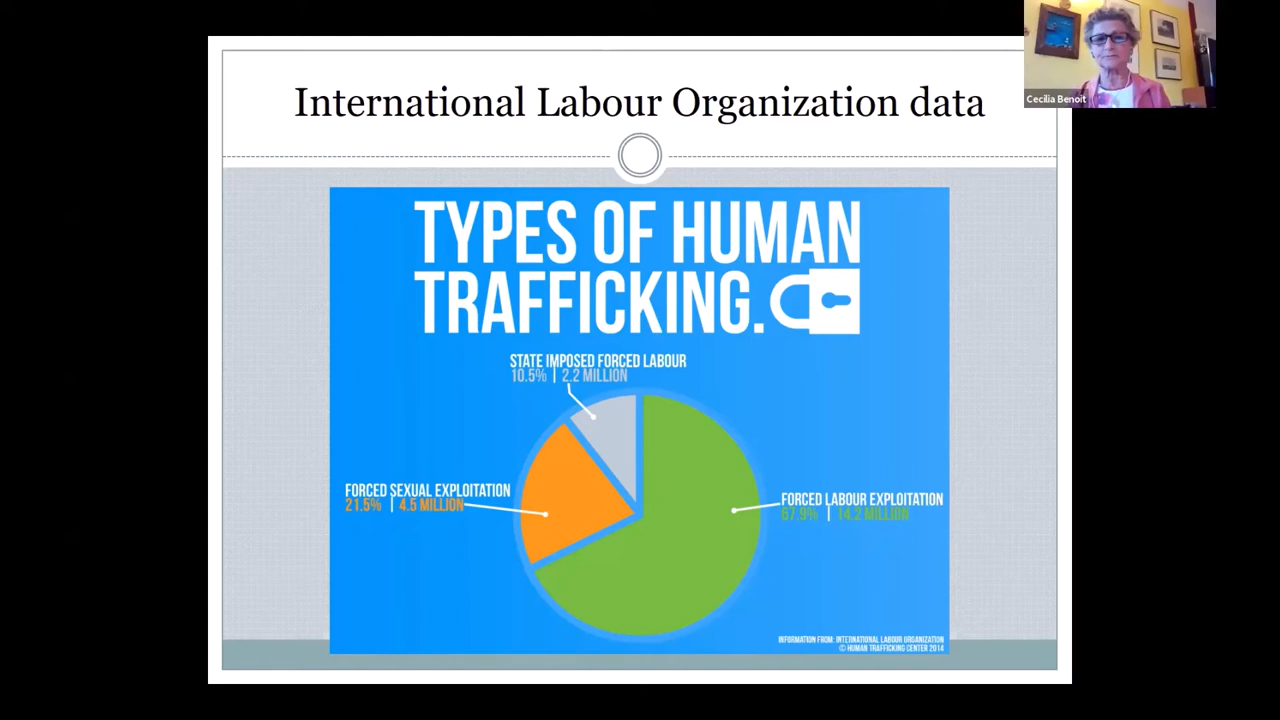 International Labour Organization data
Cecilia Benoit
TYPES OF HUMAN
TRAFFICKING.
STATE IMPOSED FORCED LABOUR
10.5% | 2.2 MILLION
FORCED SEXUAL EXPLOITATION
21.5% | 4.5 MILLION
FORCED LABOUR EXPLOITATION
67.9% | 14.2 MILLION
INFORMATION FROM: INTERNATIONAL LABOUR ORGANIZATION
© HUMAN TRAFFICKING CENTER 2014